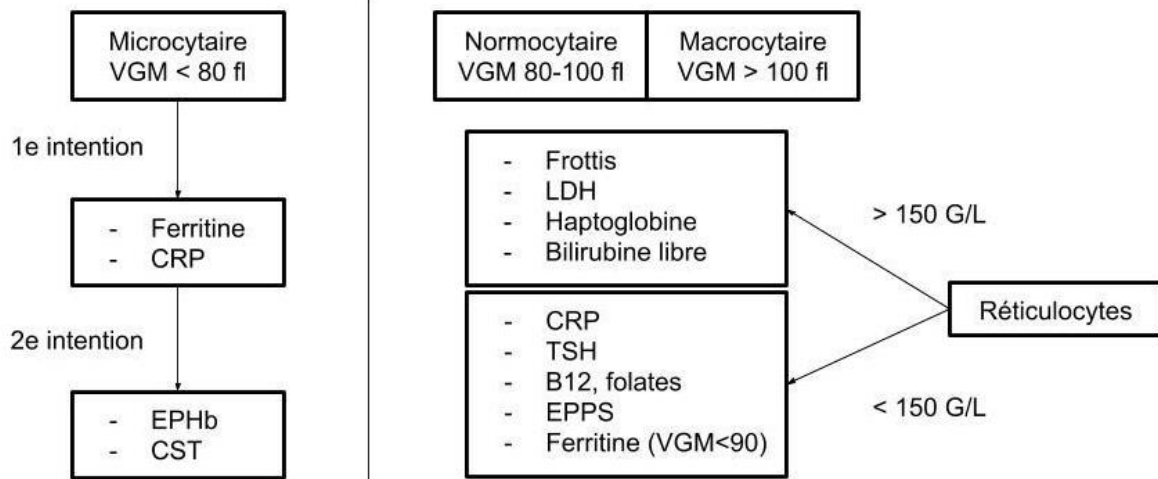 Microcytaire
VGM < 80 fl
1e intention
- Ferritine
- CRP
2e intention
- EPHb
- CST
Normocytaire
VGM 80-100 fl
Macrocytaire
VGM > 100 fl
- Frottis
- LDH
- Haptoglobine
- Bilirubine libre
> 150 G/L
Réticulocytes
- CRP
- TSH
- B12, folates
- EPPS
- Ferritine (VGM<90)
< 150 G/L